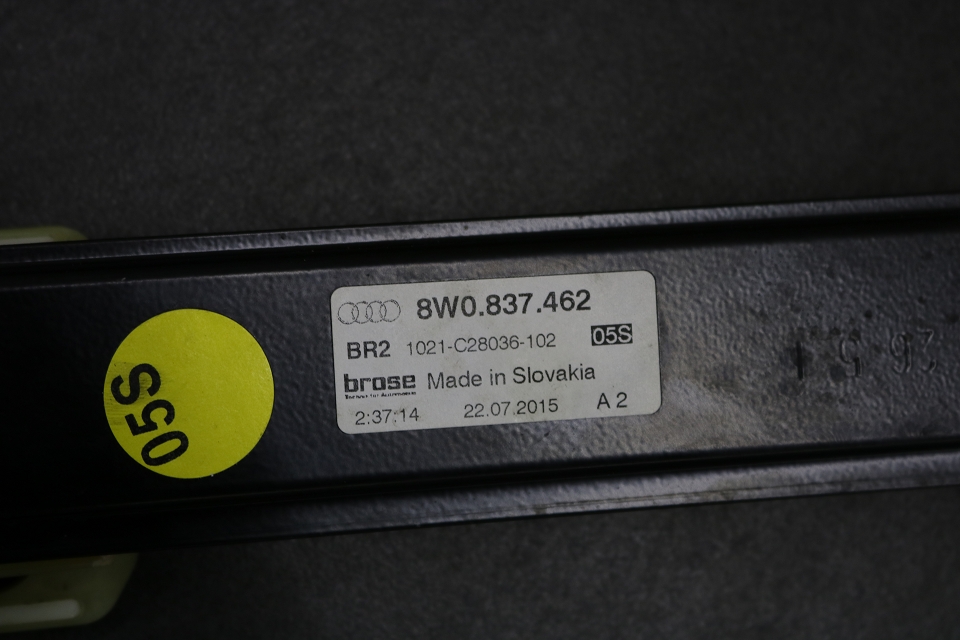 05S
8W0.837.462
BR2 1021-C28036-102 05S
brose Made in Slovakia
2:37:14 22.07.2015 A 2